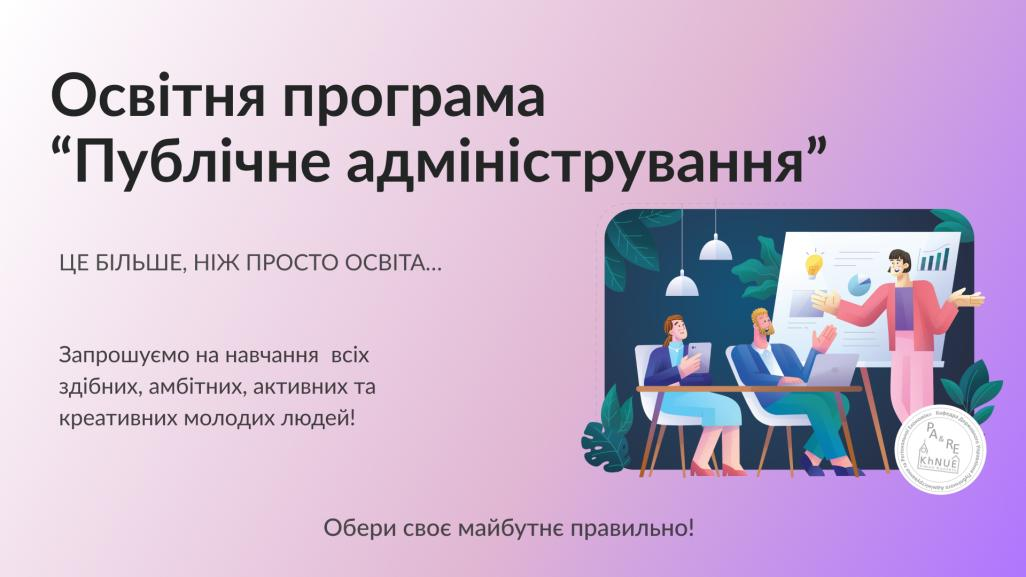 Освітня програма
“Публічне адміністрування”
ЦЕ БІЛЬШЕ, НІЖ ПРОСТО ОСВІТА...
Запрошуємо на навчання  всіх
здібних, амбітних, активних та
креативних молодих людей!
PA & RE
KhNUE
Обери своє майбутнє правильно!